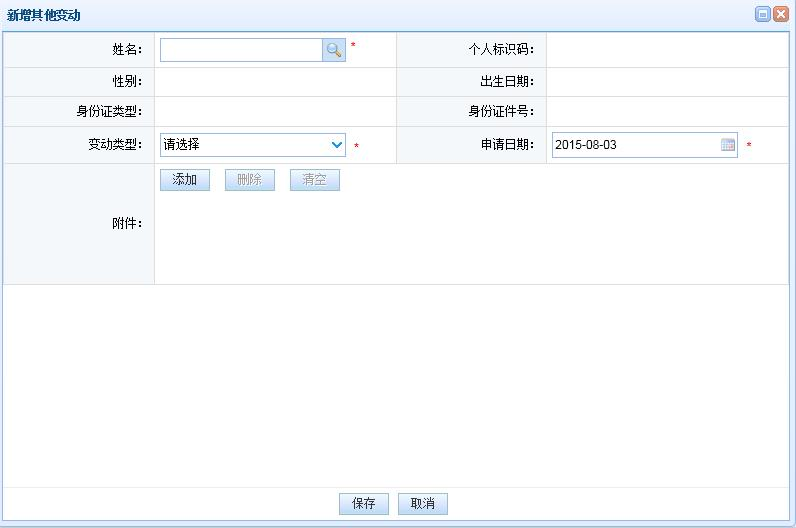 新增其他变动
姓名： * 个人标识码：
性别： 出生日期：
身份证类型： 身份证件号：
变动类型： 请选择 * 申请日期： 2015-08-03 *
添加 删除 清空
附件：
保存 取消